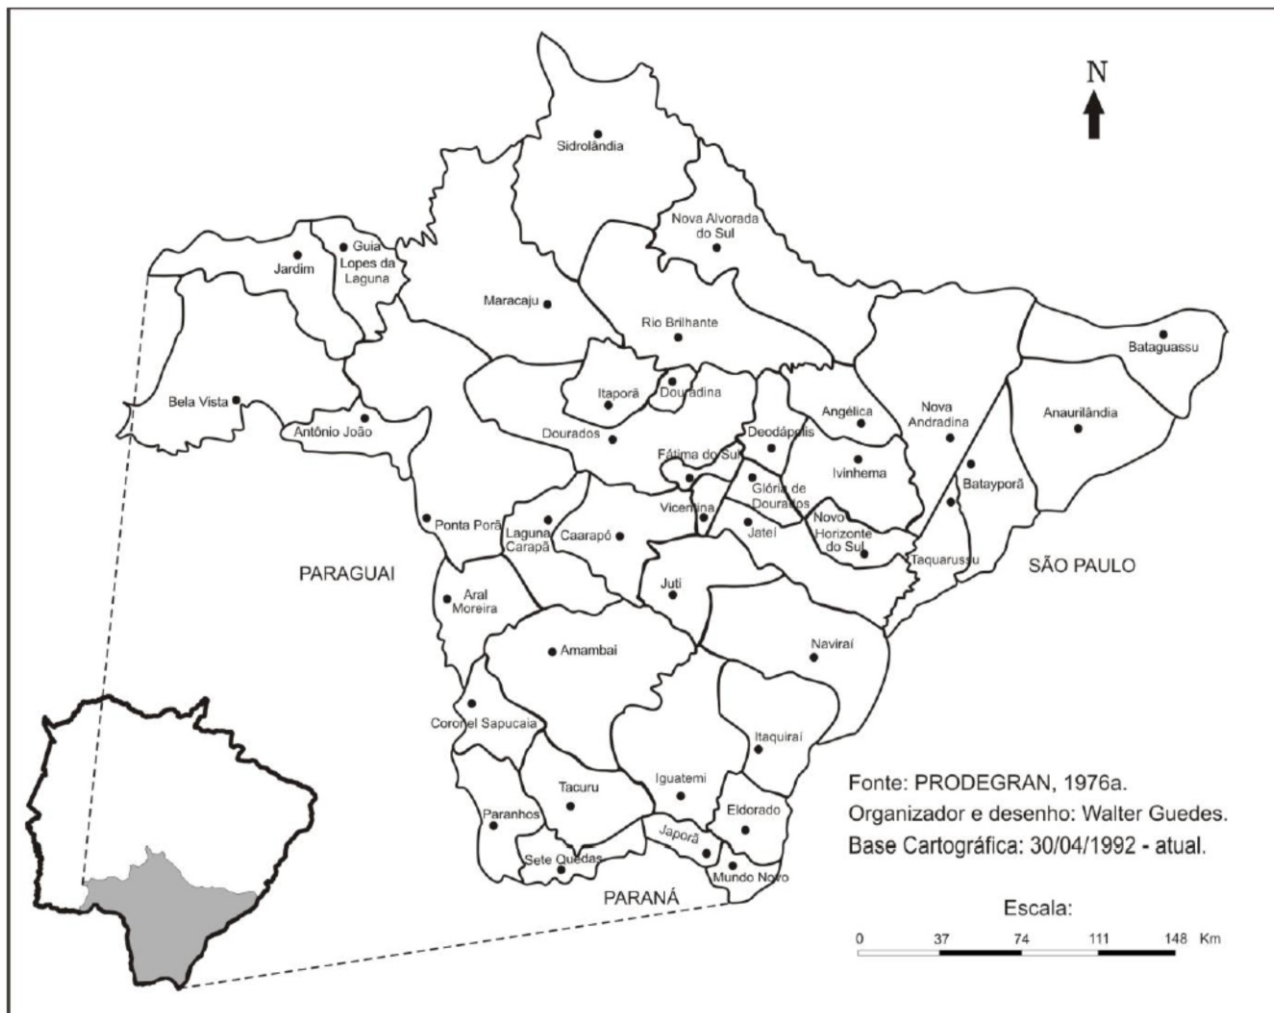 N
Sidrolândia
Nova Alvorada
do Sul
Guia
Lopes da
Laguna
Jardim
Maracaju
Rio Brilhante
Bataguassu
Itaporã
Douradina
Bela Vista
Antônio João
Dourados
Deodápolis
Angélica
Nova
Andradina
Anaurilândia
Fátima do Sul
Ivinhema
Batayporã
Glória de
Dourados
Vicentina
Ponta Porã
Laguna
Carapã
Caarapó
Jateí
Novo
Horizonte
do Sul
Taquarussu
PARAGUAI
SÃO PAULO
Aral
Moreira
Juti
Amambai
Naviraí
Coronel Sapucaia
Itaquiraí
Tacuru
Iguatemi
Paranhos
Eldorado
Japorã
Sete Quedas
Mundo Novo
PARANÁ
Fonte: PRODEGRAN, 1976a.
Organizador e desenho: Walter Guedes.
Base Cartográfica: 30/04/1992 - atual.
Escala:
0 37 74 111 148 Km